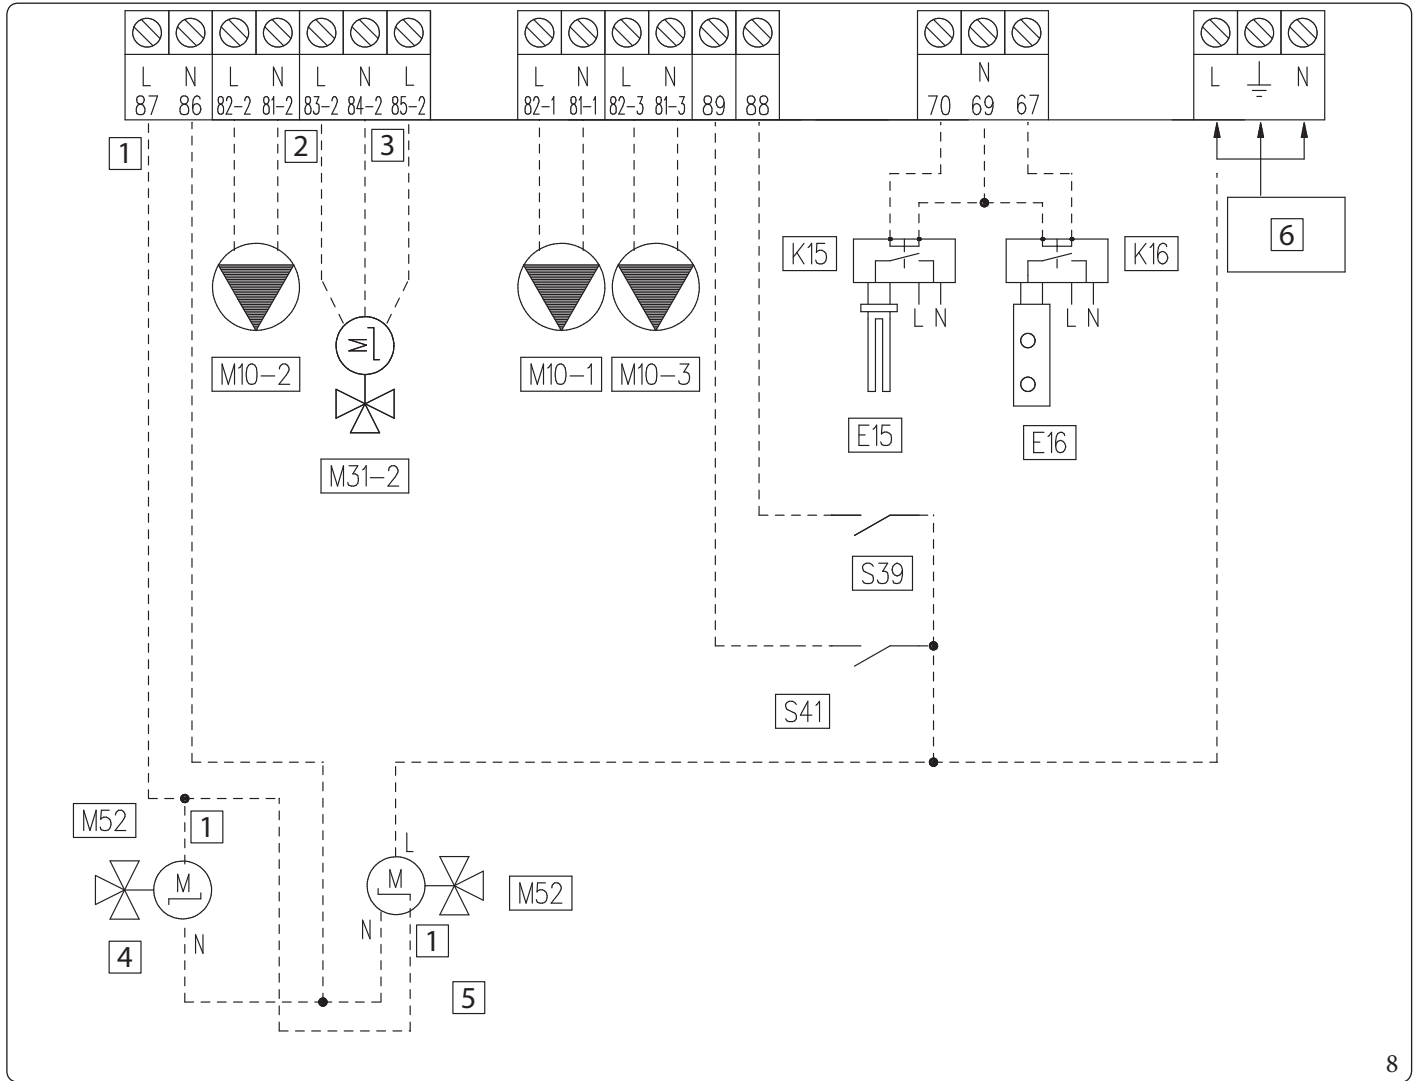 L N L N L N L
87 86 82-2 81-2 83-2 84-2 85-2
L N L N
82-1 81-1 82-3 81-3 89 88
N
70 69 67
L N
1
2
3
6
K15
K16
L N
L N
M
M10-2
M10-1
M10-3
E15
E16
M31-2
S39
S41
M52
1
L
M
M
M52
N
N
1
4
5
8